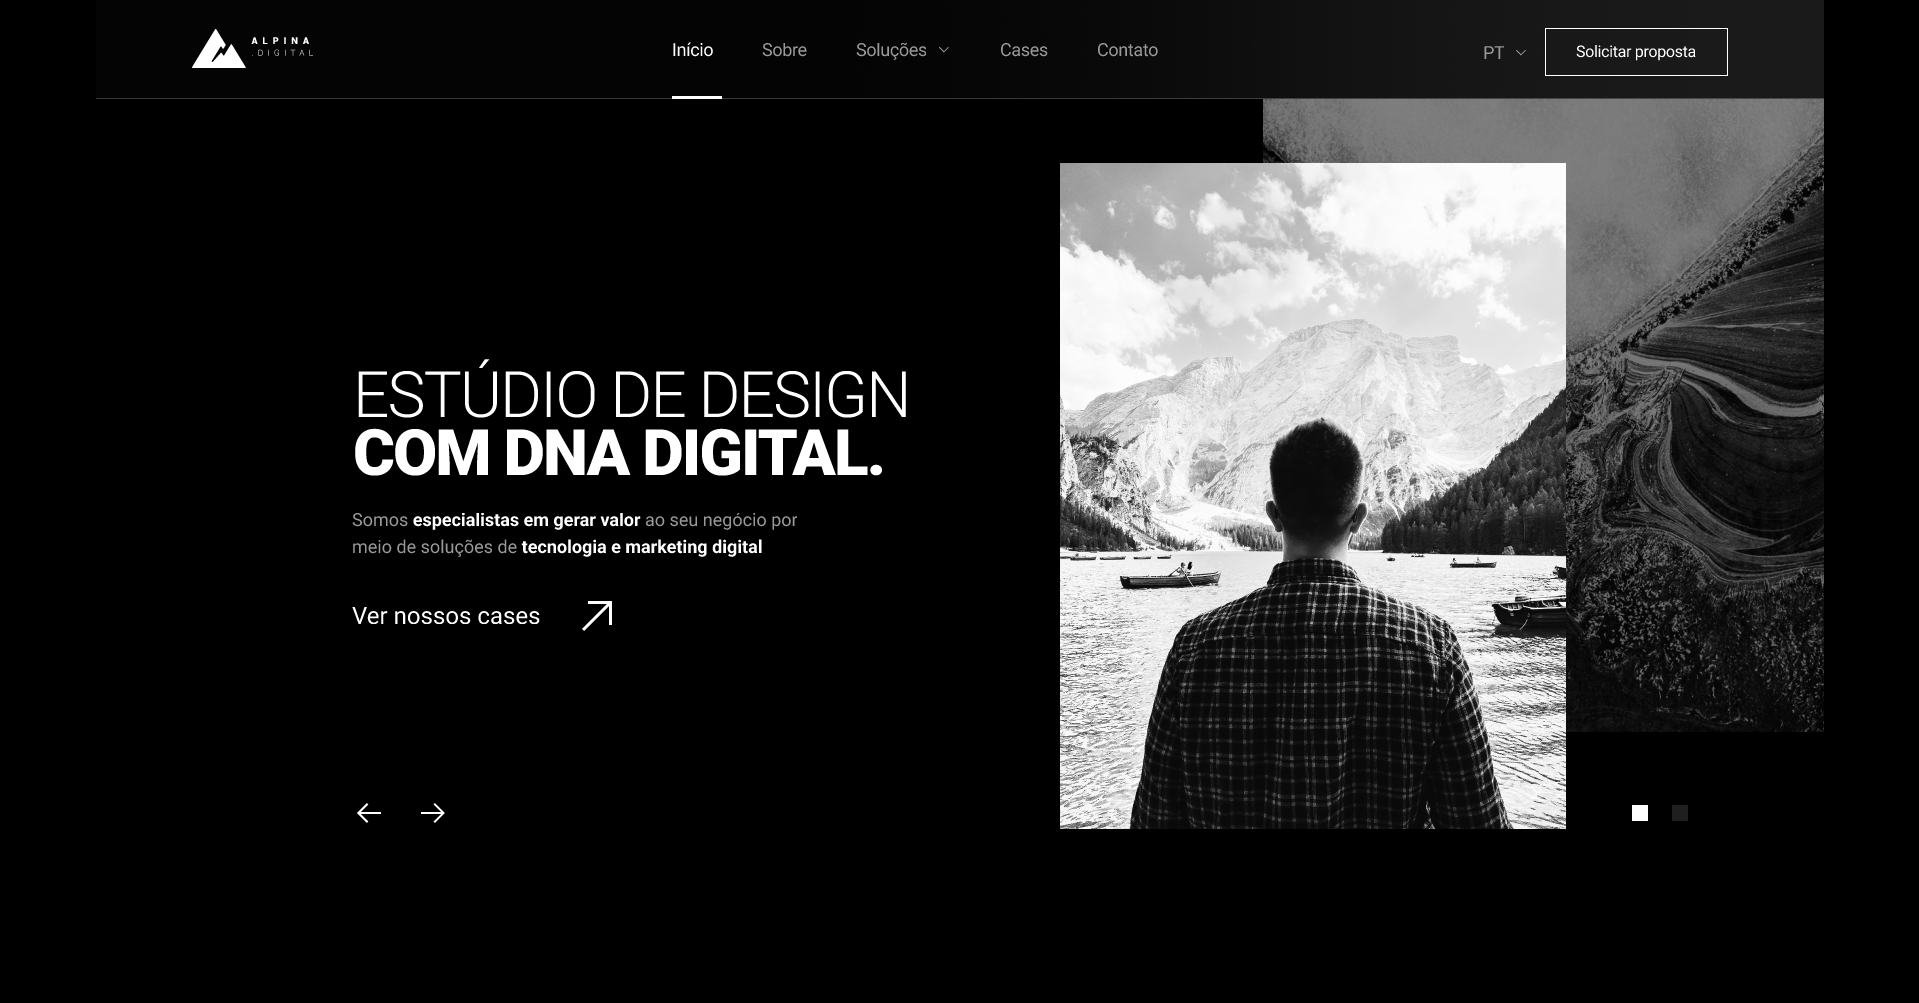 ALPINA
.DIGITAL
Início Sobre Soluções Cases Contato
PT Solicitar proposta
ESTÚDIO DE DESIGN
COM DNA DIGITAL.
Somos especialistas em gerar valor ao seu negócio por
meio de soluções de tecnologia e marketing digital
Ver nossos cases